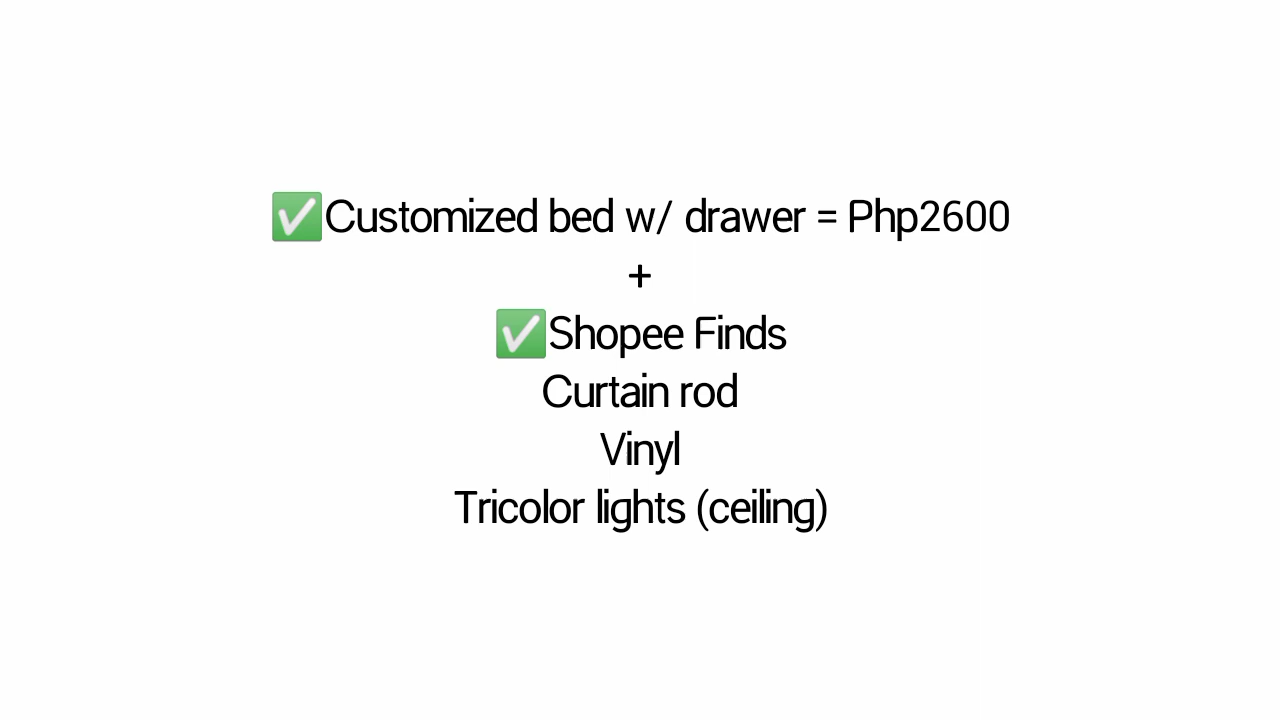 ✅Customized bed w/ drawer = Php2600
+
✅Shopee Finds
Curtain rod
Vinyl
Tricolor lights (ceiling)